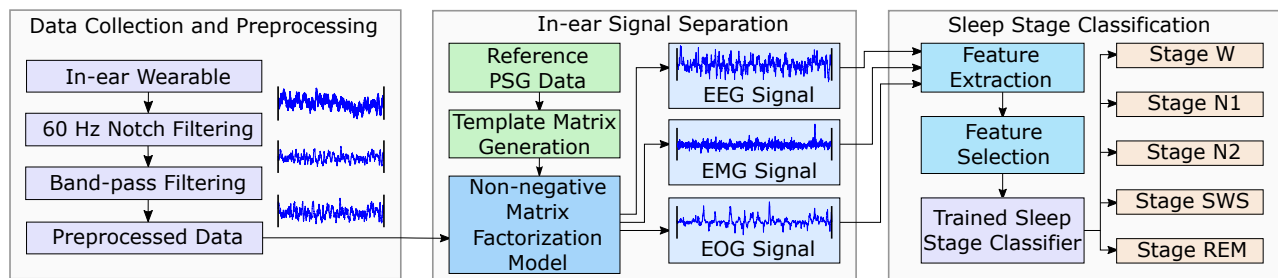 Data Collection and Preprocessing
In-ear Wearable
60 Hz Notch Filtering
Band-pass Filtering
Preprocessed Data
In-ear Signal Separation
Reference
PSG Data
Template Matrix
Generation
Non-negative
Matrix
Factorization
Model
EEG Signal
EMG Signal
EOG Signal
Sleep Stage Classification
Feature
Extraction
Feature
Selection
Trained Sleep
Stage Classifier
Stage W
Stage N1
Stage N2
Stage SWS
Stage REM